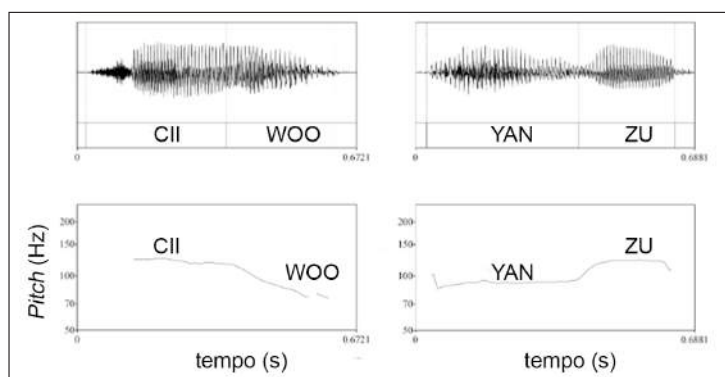 CII WOO
0 0.6721
YAN ZU
0 0.6881
Pitch (Hz)
200
150
100
70
50
CII
WOO
0 0.6721
tempo (s)
200
150
100
70
50
YAN
ZU
0 0.6881
tempo (s)